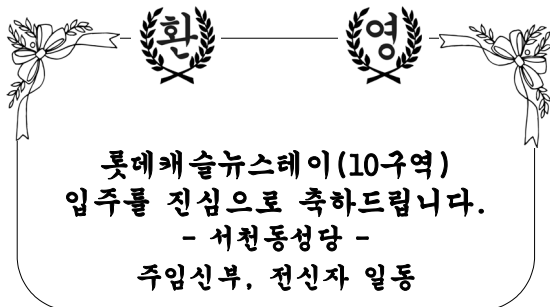 환 영
롯데캐슬뉴스테이(10구역)
입주를 진심으로 축하드립니다.
- 서천동성당 -
주임신부, 전신자 일동